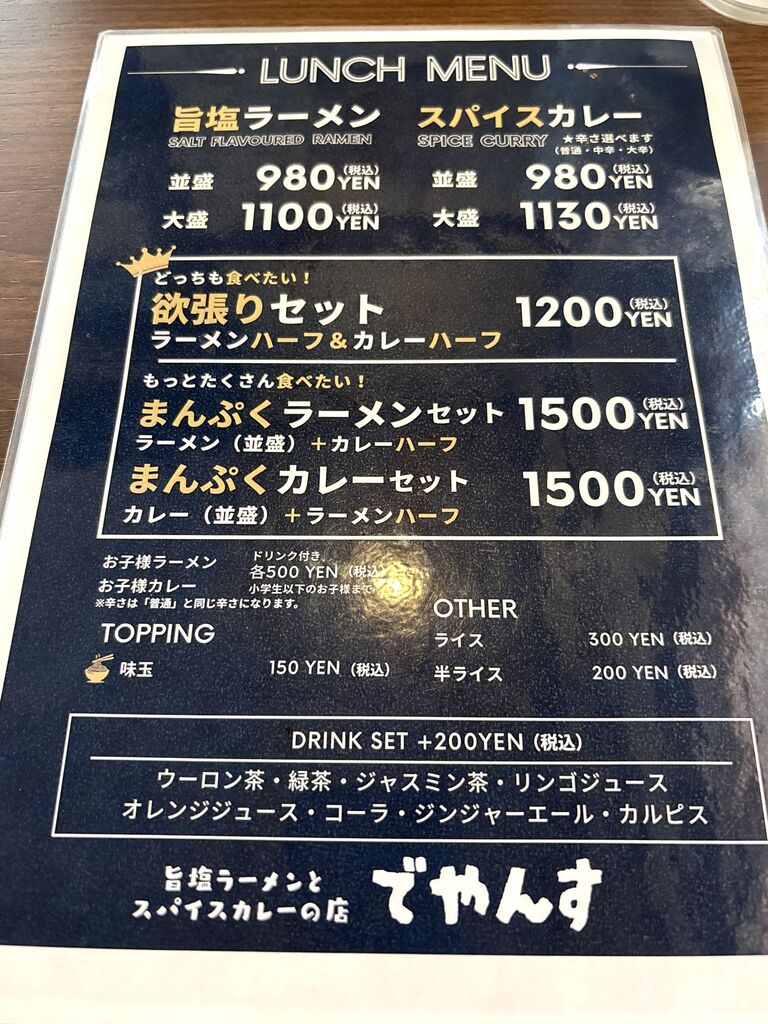 LUNCH MENU
旨塩ラーメン
SALT FLAVOURED RAMEN
並盛 980YEN(税込)
大盛 1100YEN(税込)
スパイスカレー
SPICE CURRY ★辛さ選べます
(普通・中辛・大辛)
並盛 980YEN(税込)
大盛 1130YEN(税込)
どっちも食べたい!
欲張りセット 1200YEN(税込)
ラーメンハーフ&カレーハーフ
もっとたくさん食べたい!
まんぷくラーメンセット 1500YEN(税込)
ラーメン(並盛)+カレーハーフ
まんぷくカレーセット 1500YEN(税込)
カレー(並盛)+ラーメンハーフ
お子様ラーメン
お子様カレー
ドリンク付き
各500 YEN(税込)
小学生以下のお子様まで
※辛さは「普通」と同じ辛さになります。
TOPPING
味玉 150 YEN(税込)
OTHER
ライス 300 YEN(税込)
半ライス 200 YEN(税込)
DRINK SET +200YEN(税込)
ウーロン茶・緑茶・ジャスミン茶・リンゴジュース
オレンジジュース・コーラ・ジンジャーエール・カルピス
旨塩ラーメンと
スパイスカレーの店
でやんす